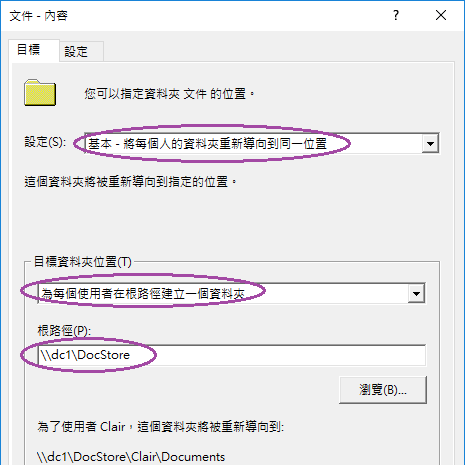 文件 - 內容
? ×
目標 設定
您可以指定資料夾 文件 的位置。
設定(S): 基本 - 將每個人的資料夾重新導向到同一位置
這個資料夾將被重新導向到指定的位置。
目標資料夾位置(T)
為每個使用者在根路徑建立一個資料夾
根路徑(P):
\\dc1\DocStore
瀏覽(B)...
為了使用者 Clair，這個資料夾將被重新導向到:
\\dc1\DocStore\Clair\Documents